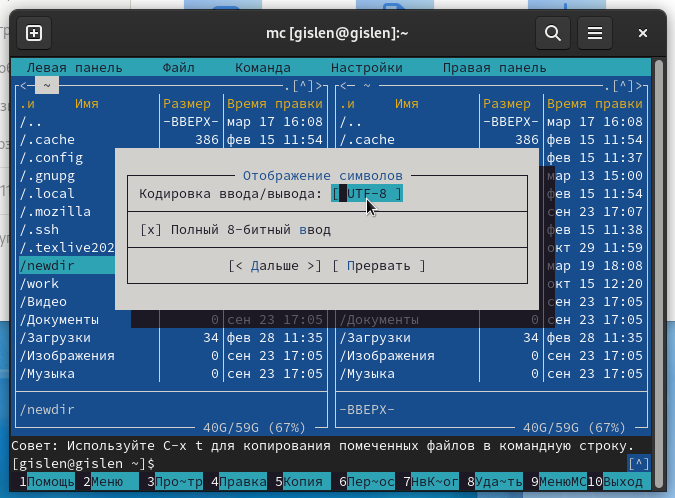 mc [gislen@gislen]:~
Левая панель Файл Команда Настройки Правая панель
<— ~ .[^]> <— ~ .[^]>
.и Имя Размер Время правки .и Имя Размер Время правки
/.. -ВВЕРХ- мар 17 16:08 /.. -ВВЕРХ- мар 17 16:08
/.cache 386 фев 15 11:54 /.cache 386 фев 15 11:54
/.config фев 15 11:37
/.gnupg Отображение символов мар 13 15:00
/.local Кодировка ввода/вывода: [ UTF-8 ] фев 15 11:54
/.mozilla сен 23 17:07
/.ssh [x] Полный 8-битный ввод фев 15 11:38
/.texlive202 окт 29 11:59
/newdir [< Дальше >] [ Прервать ] мар 19 18:08
/work окт 15 12:20
/Видео сен 23 17:05
/Документы 0 сен 23 17:05 /Документы 0 сен 23 17:05
/Загрузки 34 фев 28 11:35 /Загрузки 34 фев 28 11:35
/Изображения 0 сен 23 17:05 /Изображения 0 сен 23 17:05
/Музыка 0 сен 23 17:05 /Музыка 0 сен 23 17:05
/newdir -ВВЕРХ-
40G/59G (67%) 40G/59G (67%)
Совет: Используйте C-x t для копирования помеченных файлов в командную строку.
[gislen@gislen ~]$ [^]
1Помощь 2Меню 3Про~тр 4Правка 5Копия 6Пер~ос 7НвК~ог 8Уда~ть 9МенюMC 10Выход